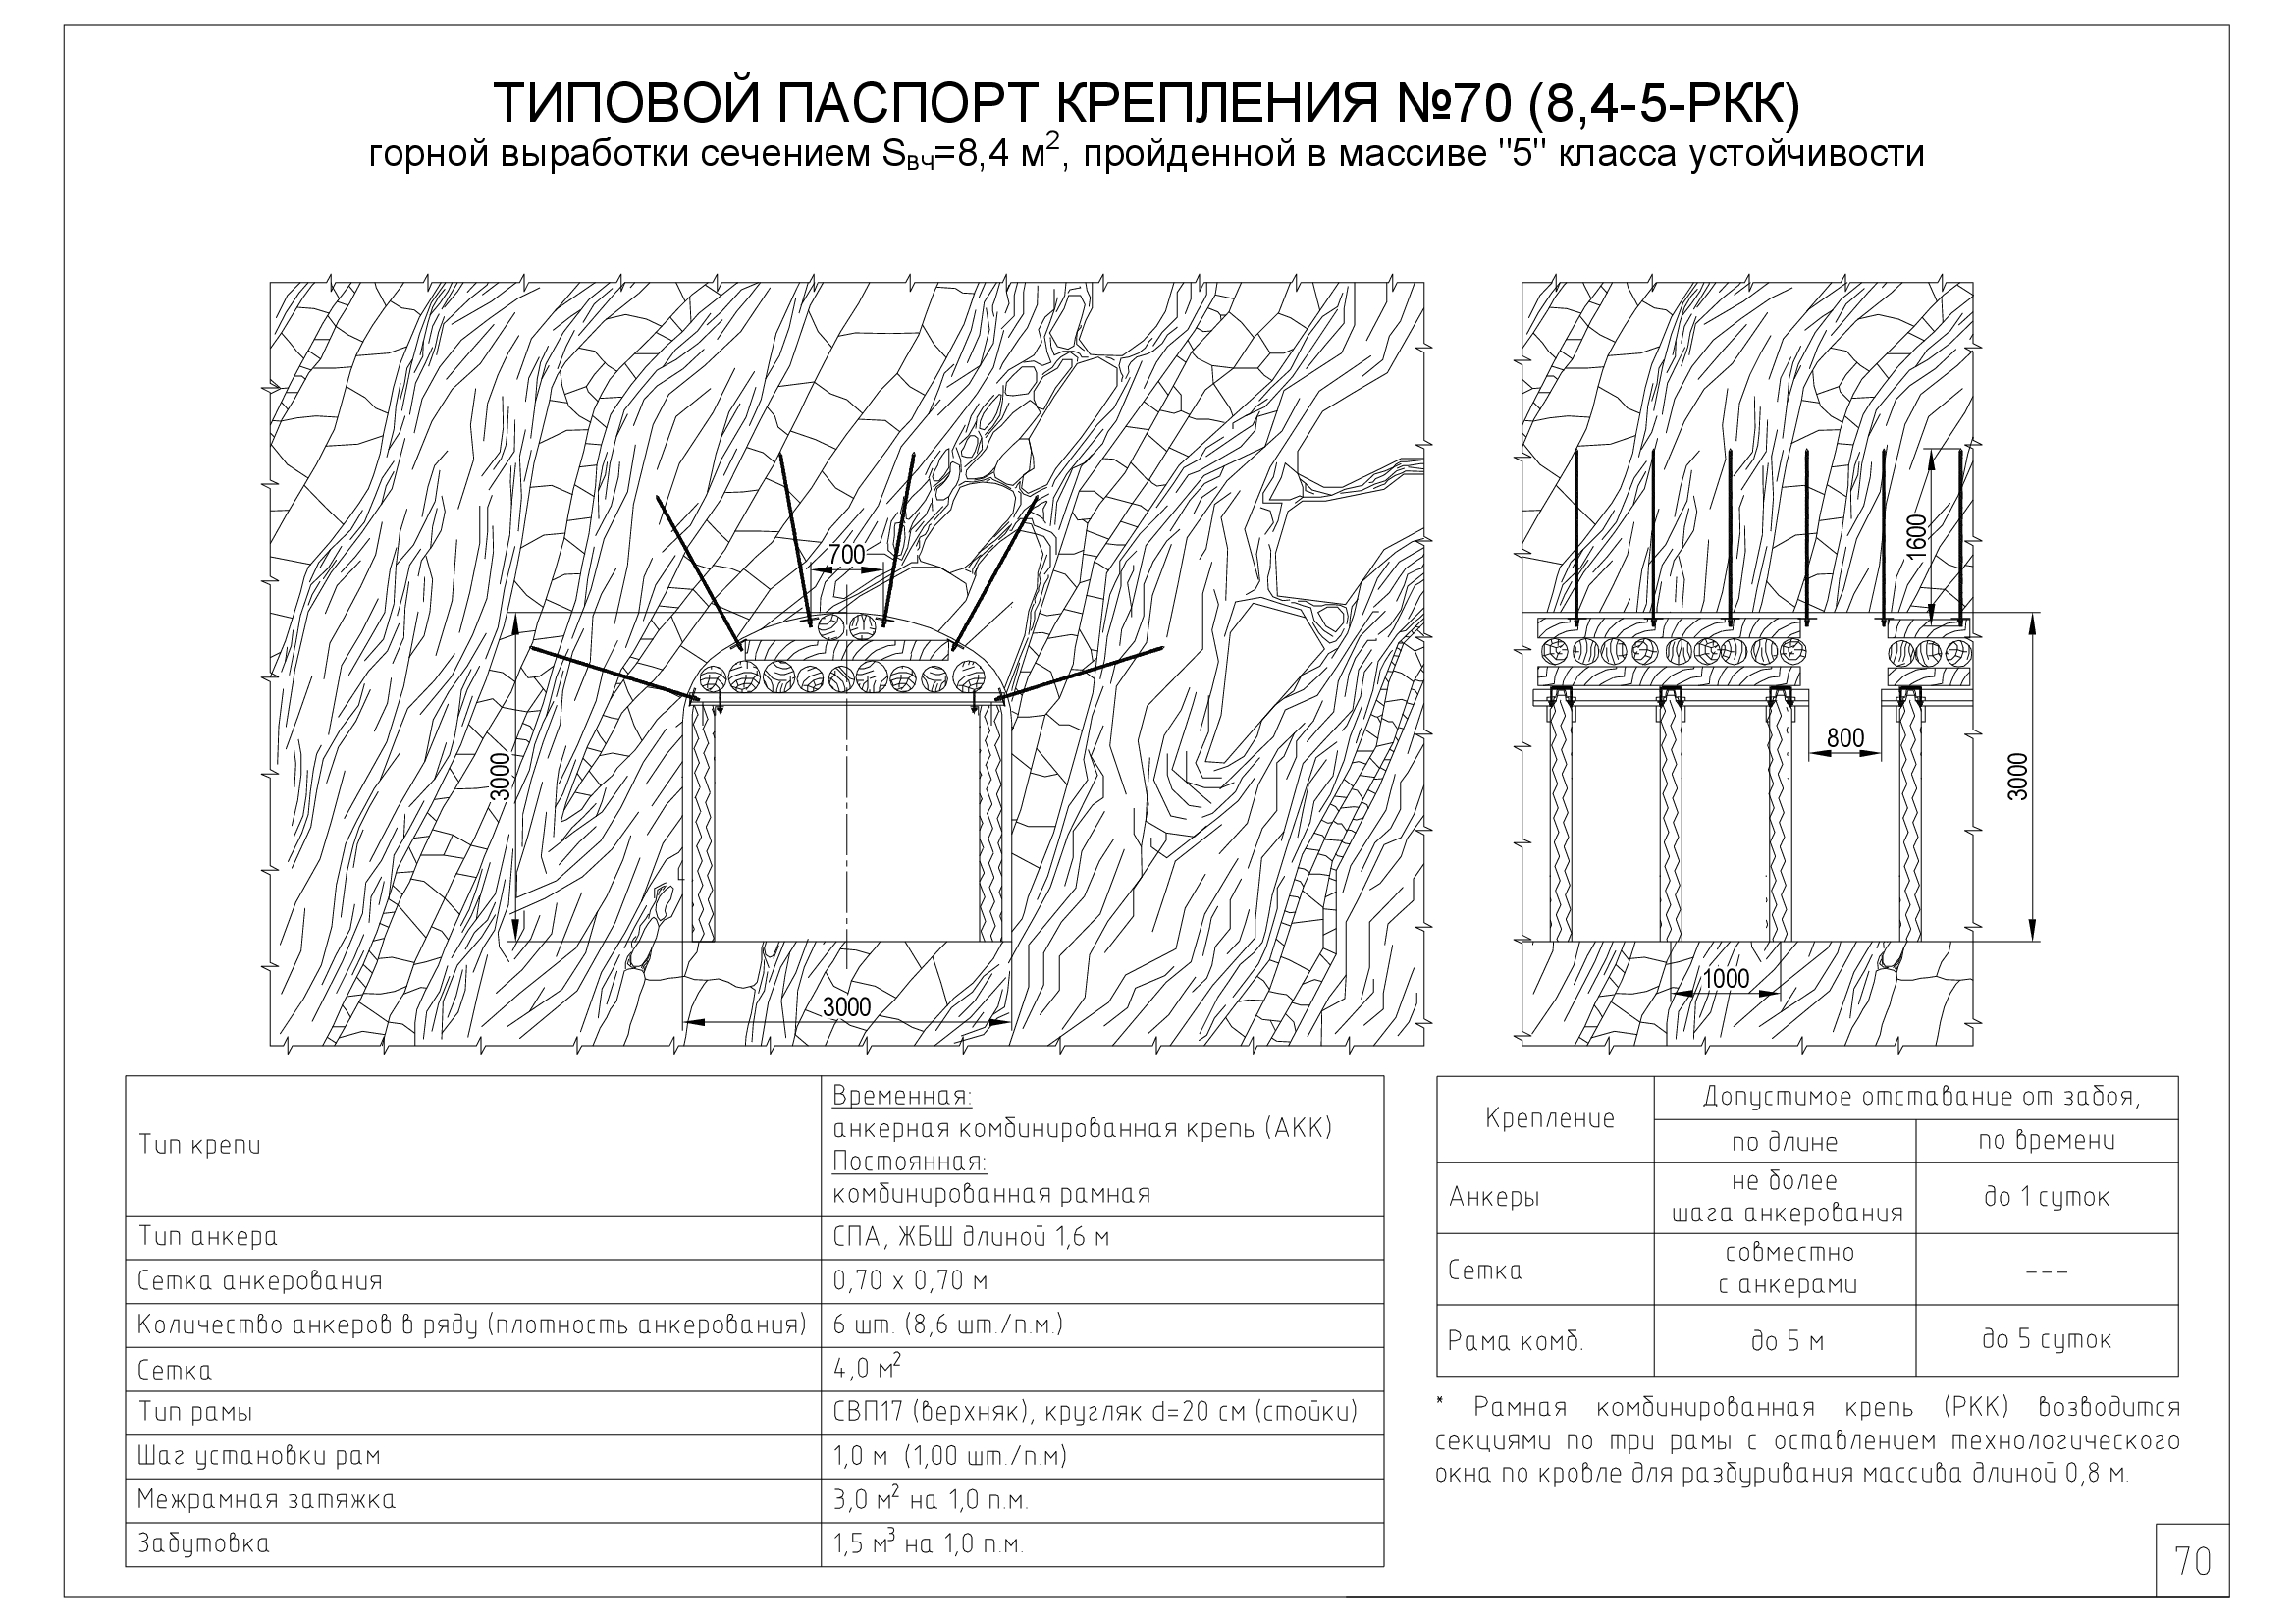 ТИПОВОЙ ПАСПОРТ КРЕПЛЕНИЯ №70 (8,4-5-РКК)
горной выработки сечением Sвч=8,4 м², пройденной в массиве "5" класса устойчивости
700
3000
3000
1600
800
3000
1000
Тип крепи
Временная:
анкерная комбинированная крепь (АКК)
Постоянная:
комбинированная рамная
Тип анкера
СПА, ЖБШ длиной 1,6 м
Сетка анкерования
0,70 х 0,70 м
Количество анкеров в ряду (плотность анкерования)
6 шт. (8,6 шт./п.м.)
Сетка
4,0 м²
Тип рамы
СВП17 (верхняк), кругляк d=20 см (стойки)
Шаг установки рам
1,0 м (1,00 шт./п.м)
Межрамная затяжка
3,0 м² на 1,0 п.м.
Забутовка
1,5 м³ на 1,0 п.м.
Крепление
Допустимое отставание от забоя,
по длине
по времени
Анкеры
не более
шага анкерования
до 1 суток
Сетка
совместно
с анкерами
---
Рама комб.
до 5 м
до 5 суток
* Рамная комбинированная крепь (РКК) возводится
секциями по три рамы с оставлением технологического
окна по кровле для разбуривания массива длиной 0,8 м.
70